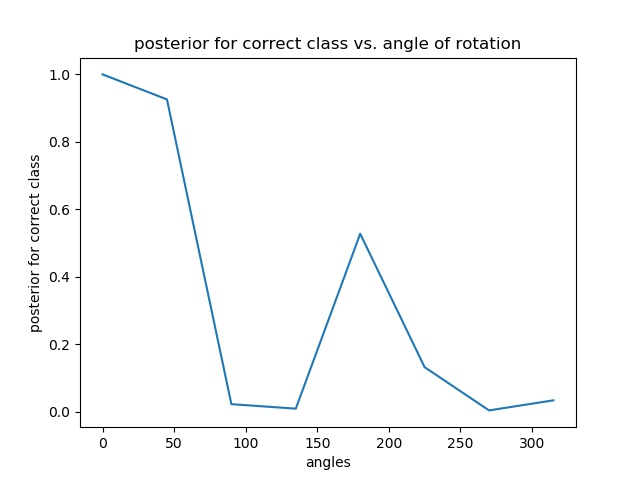 posterior for correct class vs. angle of rotation
1.0
0.8
0.6
0.4
0.2
0.0
posterior for correct class
0 50 100 150 200 250 300
angles